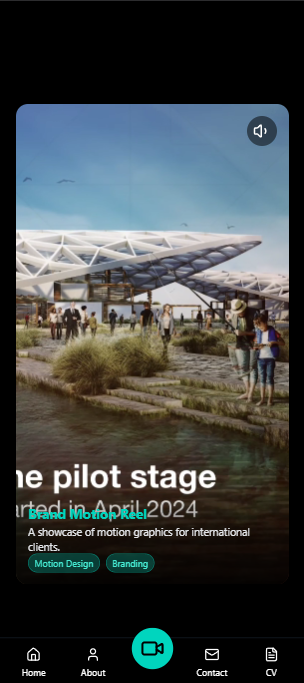 ne pilot stage
arted in April 2024
Brand Motion Reel
A showcase of motion graphics for international
clients.
Motion Design Branding
Home About Contact CV